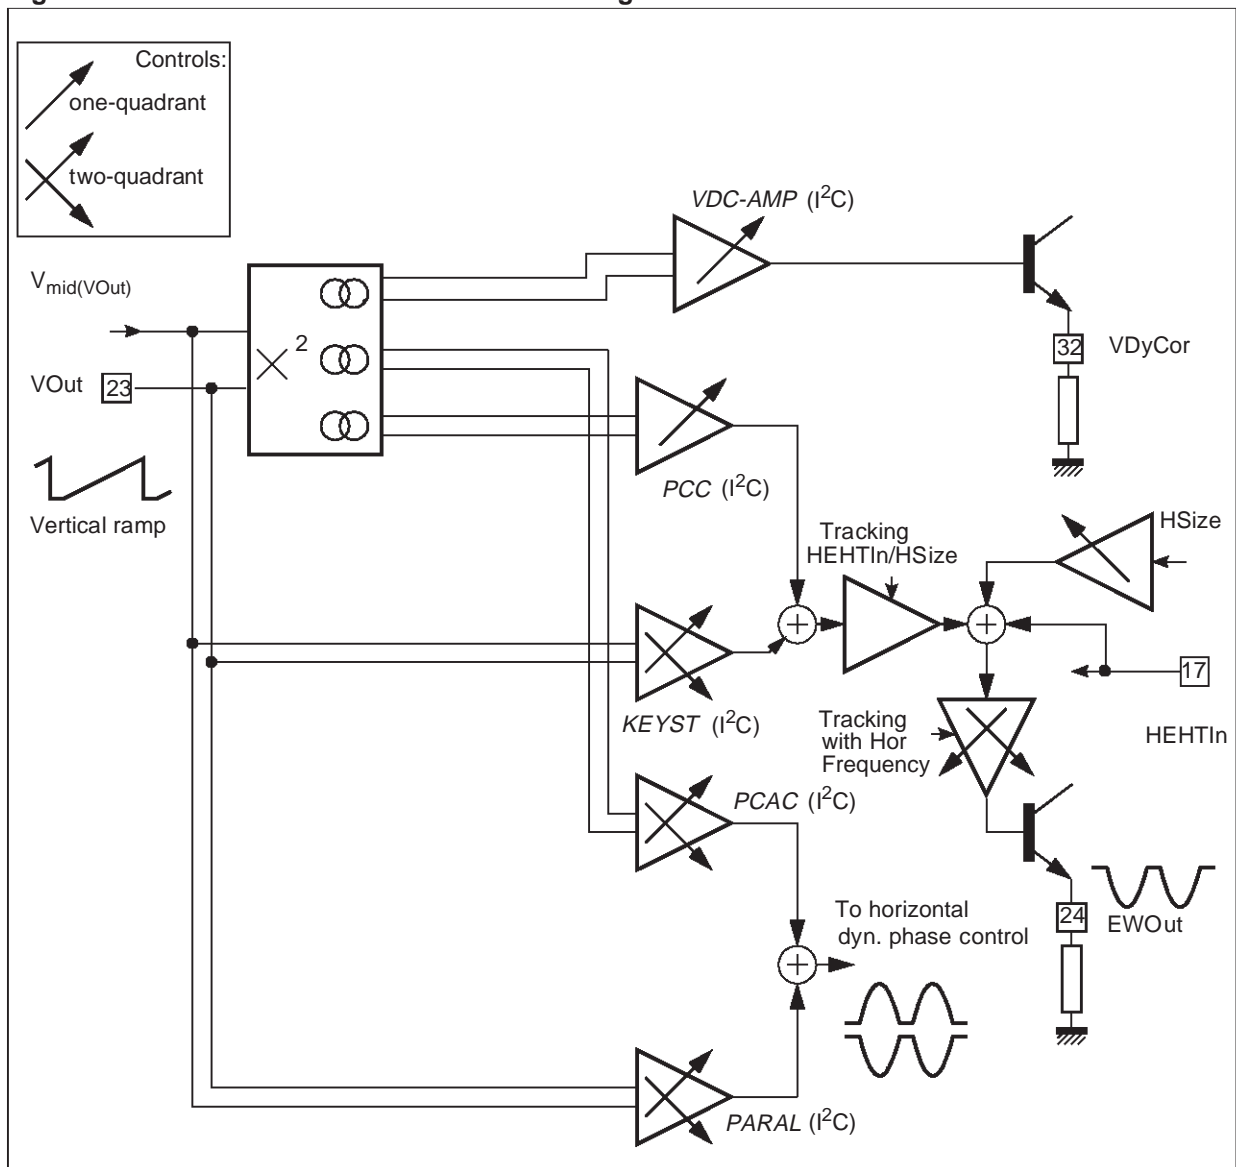 Controls:
one-quadrant
two-quadrant
VDC-AMP (I²C)
Vmid(VOut)
2
VOut 23
32 VDyCor
Vertical ramp
PCC (I²C)
Tracking
HEHTIn/HSize
HSize
KEYST (I²C)
17
HEHTIn
Tracking
with Hor
Frequency
PCAC (I²C)
To horizontal
dyn. phase control
24
EWOut
PARAL (I²C)